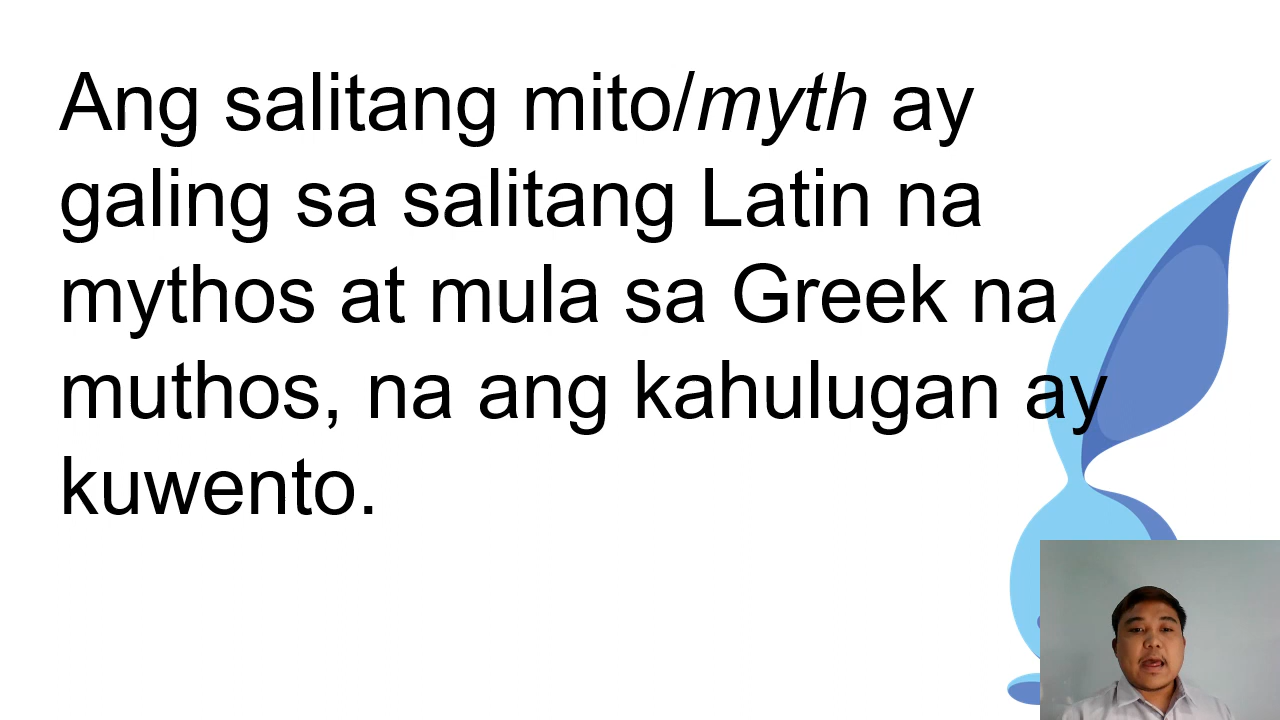 Ang salitang mito/myth ay
galing sa salitang Latin na
mythos at mula sa Greek na
muthos, na ang kahulugan ay
kuwento.